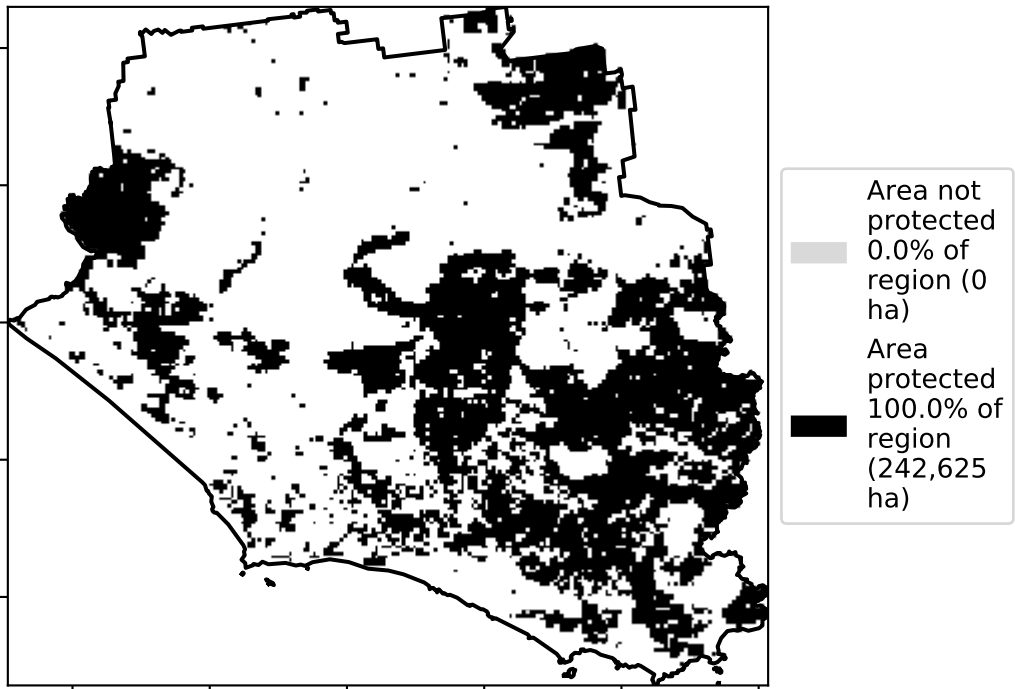 Area not
protected
0.0% of
region (0
ha)
Area
protected
100.0% of
region
(242,625
ha)